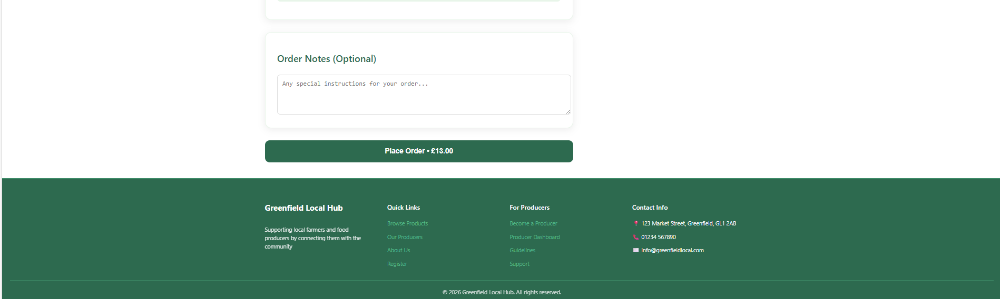 Order Notes (Optional)
Any special instructions for your order...
Place Order • £13.00
Greenfield Local Hub
Supporting local farmers and food
producers by connecting them with the
community
Quick Links
Browse Products
Our Producers
About Us
Register
For Producers
Become a Producer
Producer Dashboard
Guidelines
Support
Contact Info
📍 123 Market Street, Greenfield, GL1 2AB
📞 01234 567890
✉️ info@greenfieldlocal.com
© 2026 Greenfield Local Hub. All rights reserved.